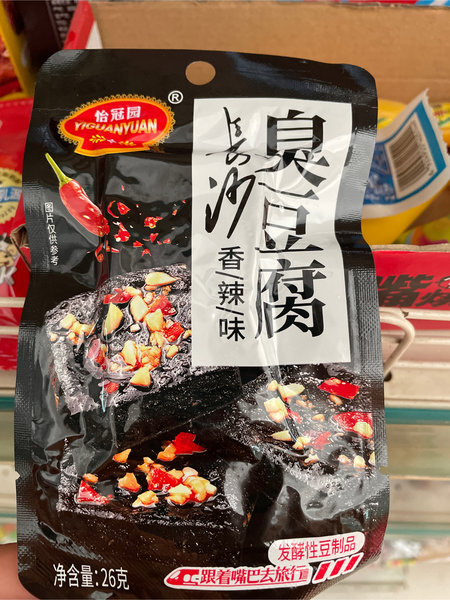 怡冠园
YIGUANYUAN
®
长沙
臭豆腐
香/辣/味
图片仅供参考
发酵性豆制品
跟着嘴巴去旅行
净含量:26克